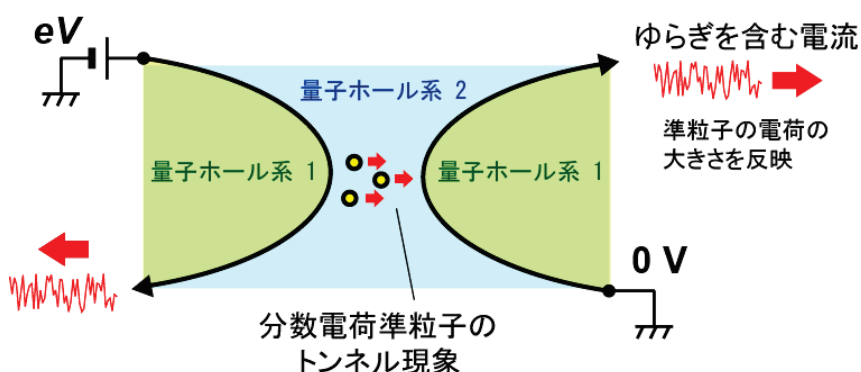 eV
ゆらぎを含む電流
量子ホール系 2
準粒子の電荷の
大きさを反映
量子ホール系 1
量子ホール系 1
0 V
分数電荷準粒子の
トンネル現象